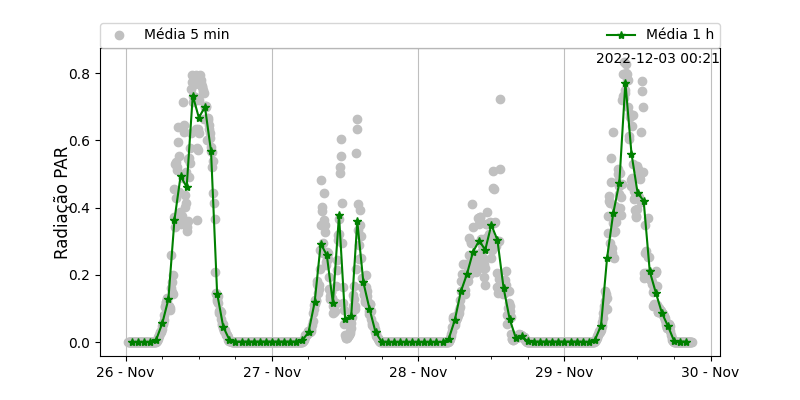 Média 5 min
Média 1 h
2022-12-03 00:21
Radiação PAR
0.8
0.6
0.4
0.2
0.0
26 - Nov
27 - Nov
28 - Nov
29 - Nov
30 - Nov